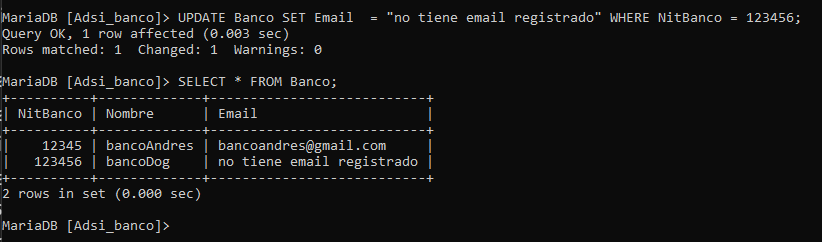 MariaDB [Adsi_banco]> UPDATE Banco SET Email  = "no tiene email registrado" WHERE NitBanco = 123456;
Query OK, 1 row affected (0.003 sec)
Rows matched: 1  Changed: 1  Warnings: 0
MariaDB [Adsi_banco]> SELECT * FROM Banco;
+----------+-------------+---------------------------+
| NitBanco | Nombre      | Email                     |
+----------+-------------+---------------------------+
|    12345 | bancoAndres | bancoandres@gmail.com     |
|   123456 | bancoDog    | no tiene email registrado |
+----------+-------------+---------------------------+
2 rows in set (0.000 sec)
MariaDB [Adsi_banco]>